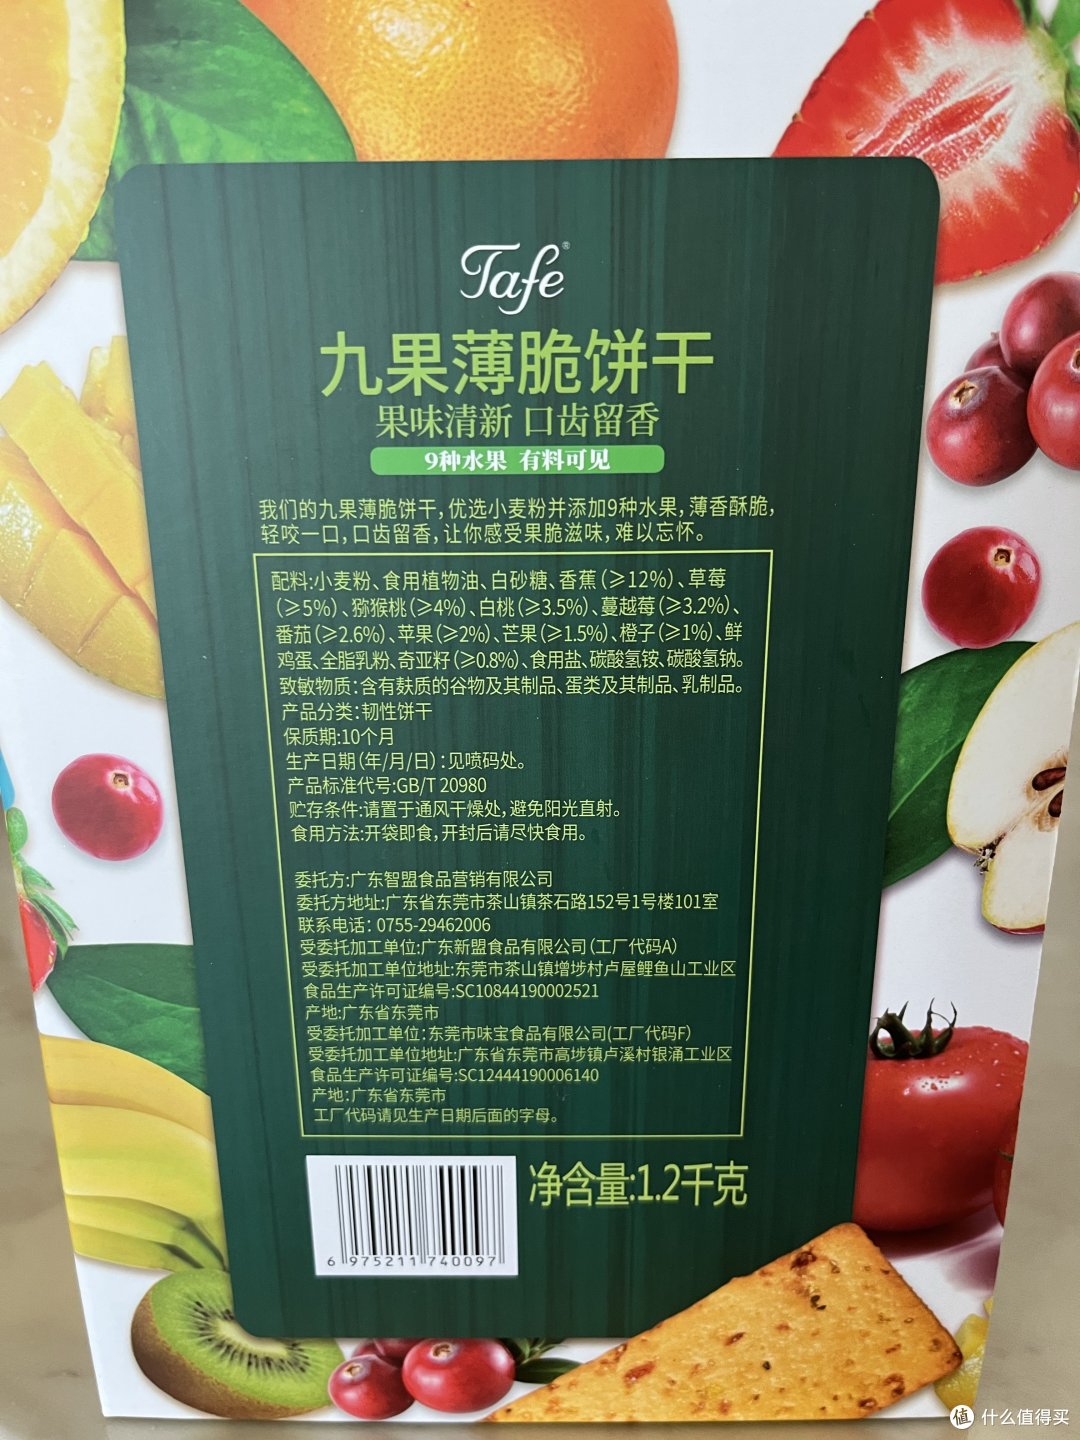 Tafe®
九果薄脆饼干
果味清新 口齿留香
9种水果 有料可见
我们的九果薄脆饼干,优选小麦粉并添加9种水果,薄香酥脆,
轻咬一口,口齿留香,让你感受果脆滋味,难以忘怀。
配料:小麦粉、食用植物油、白砂糖、香蕉(≥12%)、草莓
(≥5%)、猕猴桃(≥4%)、白桃(≥3.5%)、蔓越莓(≥3.2%)、
番茄(≥2.6%)、苹果(≥2%)、芒果(≥1.5%)、橙子(≥1%)、鲜
鸡蛋、全脂乳粉、奇亚籽(≥0.8%)、食用盐、碳酸氢铵、碳酸氢钠。
致敏物质:含有麸质的谷物及其制品、蛋类及其制品、乳制品。
产品分类:韧性饼干
保质期:10个月
生产日期(年/月/日):见喷码处。
产品标准代号:GB/T 20980
贮存条件:请置于通风干燥处,避免阳光直射。
食用方法:开袋即食,开封后请尽快食用。
委托方:广东智盟食品营销有限公司
委托方地址:广东省东莞市茶山镇茶石路152号1号楼101室
联系电话: 0755-29462006
受委托加工单位:广东新盟食品有限公司(工厂代码A)
受委托加工单位地址:东莞市茶山镇增埗村卢屋鲤鱼山工业区
食品生产许可证编号:SC10844190002521
产地:广东省东莞市
受委托加工单位:东莞市味宝食品有限公司(工厂代码F)
受委托加工单位地址:广东省东莞市高埗镇卢溪村银涌工业区
食品生产许可证编号:SC12444190006140
产地:广东省东莞市
工厂代码请见生产日期后面的字母。
净含量:1.2千克
6 975211 740097
值 什么值得买